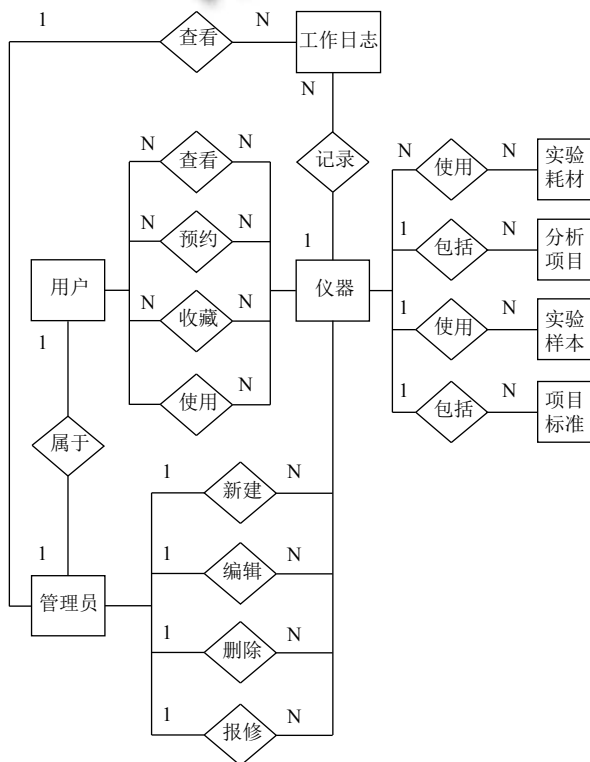 1
查看
N
工作日志
N
记录
1
N
查看
N
N
预约
N
N
收藏
N
N
使用
N
用户
仪器
N
使用
N
实验
耗材
1
包括
N
分析
项目
1
使用
N
实验
样本
1
包括
N
项目
标准
1
属于
1
管理员
1
新建
N
1
编辑
N
1
删除
N
1
报修
N